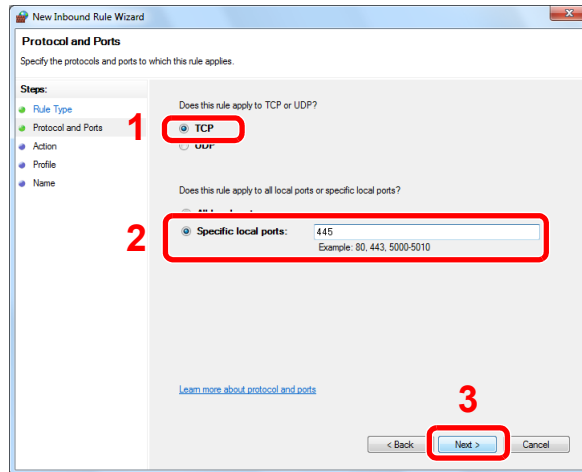 New Inbound Rule Wizard
Protocol and Ports
Specify the protocols and ports to which this rule applies.
Steps:
Rule Type
Protocol and Ports
Action
Profile
Name
Does this rule apply to TCP or UDP?
1
TCP
UDP
Does this rule apply to all local ports or specific local ports?
2
Specific local ports:
445
Example: 80, 443, 5000-5010
Learn more about protocol and ports
3
< Back
Next >
Cancel